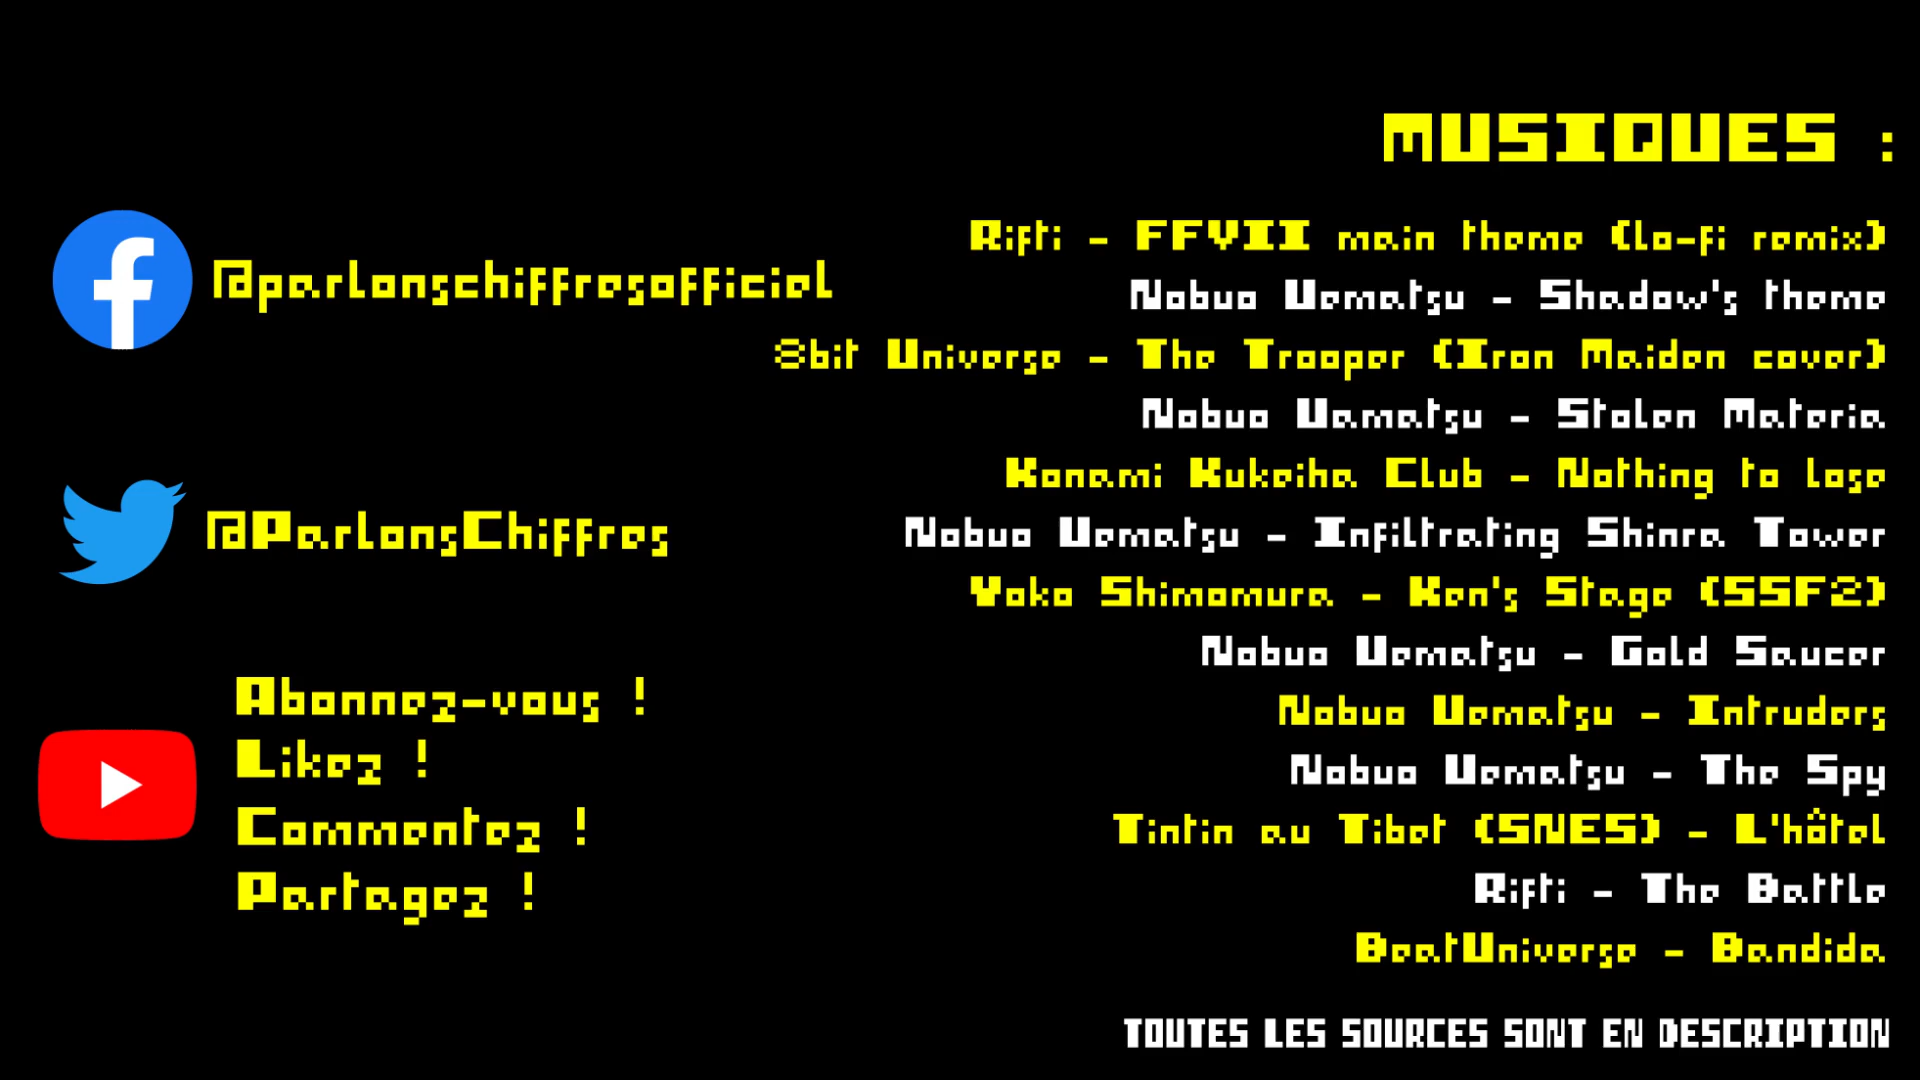 @parlonschiffresofficiel
@ParlonsChiffres
Abonnez-vous !
Likez !
Commentez !
Partagez !
MUSIQUES :
Rifti - FFVII main theme (lo-fi remix)
Nobuo Uematsu - Shadow's theme
8bit Universe - The Trooper (Iron Maiden cover)
Nobuo Uamatsu - Stolen Materia
Konami Kukeiha Club - Nothing to lose
Nobuo Uematsu - Infiltrating Shinra Tower
Yoko Shimomura - Ken's Stage (SSF2)
Nobuo Uematsu - Gold Saucer
Nobuo Uematsu - Intruders
Nobuo Uematsu - The Spy
Tintin au Tibet (SNES) - L'hôtel
Rifti - The Battle
BeatUniverse - Bandida
TOUTES LES SOURCES SONT EN DESCRIPTION